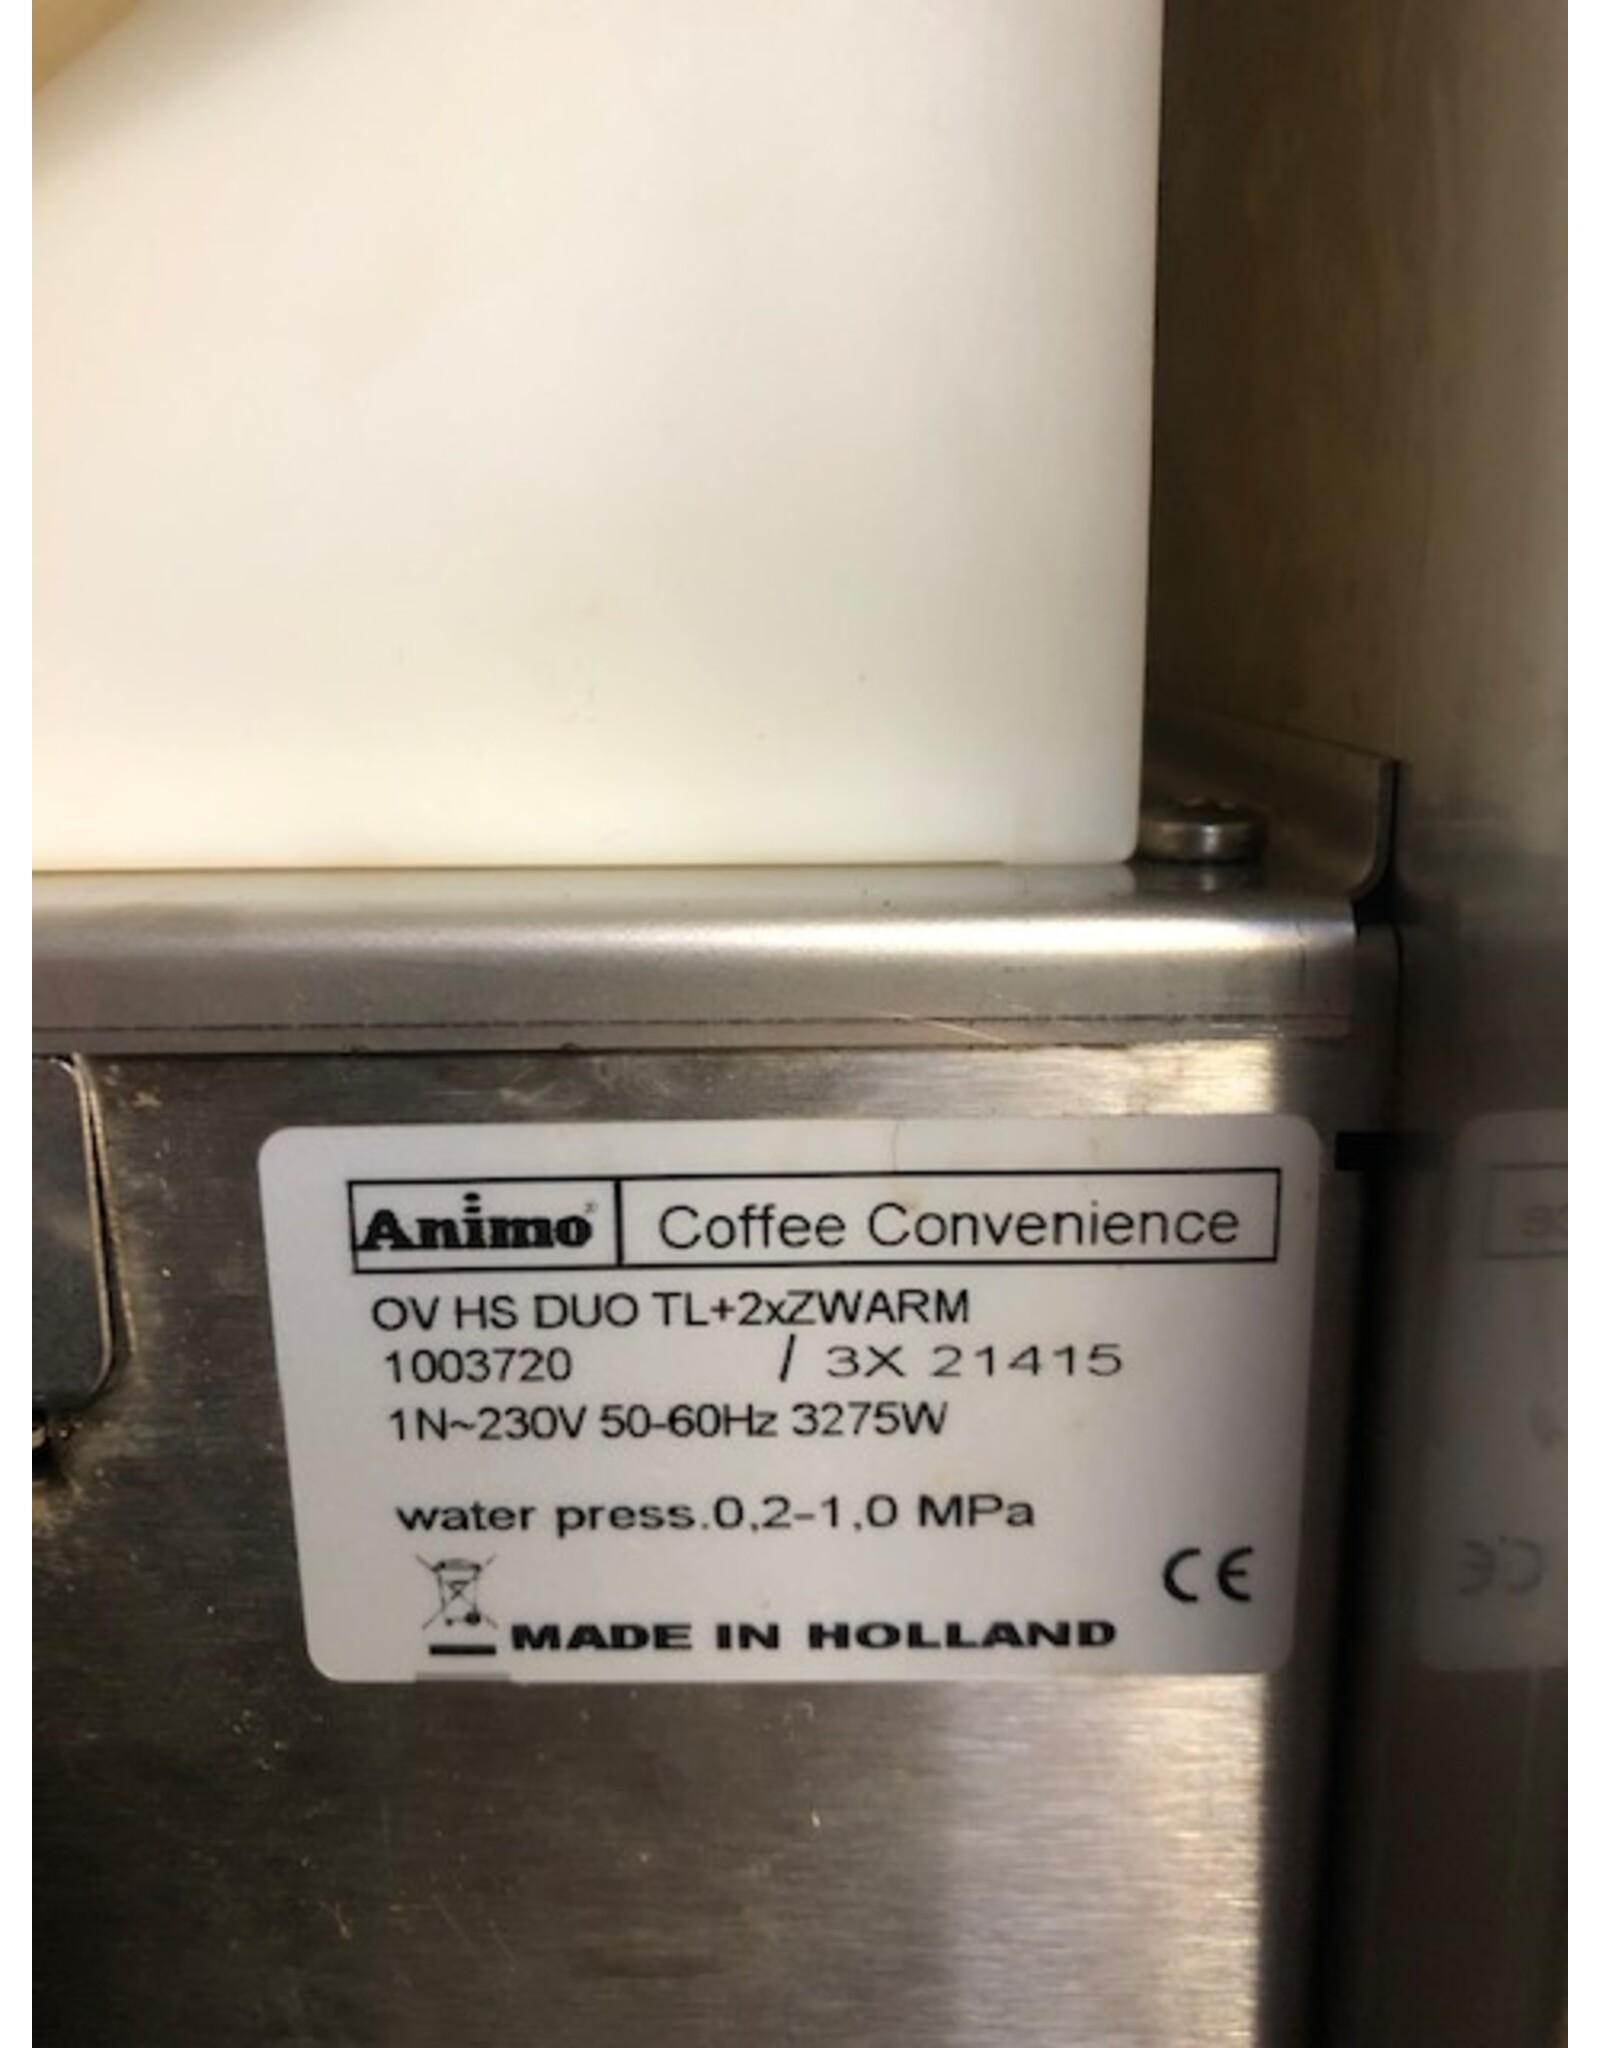 Animo® Coffee Convenience
OV HS DUO TL+2xZWARM
1003720 / 3X 21415
1N~230V 50-60Hz 3275W
water press.0,2-1,0 MPa
CE
MADE IN HOLLAND